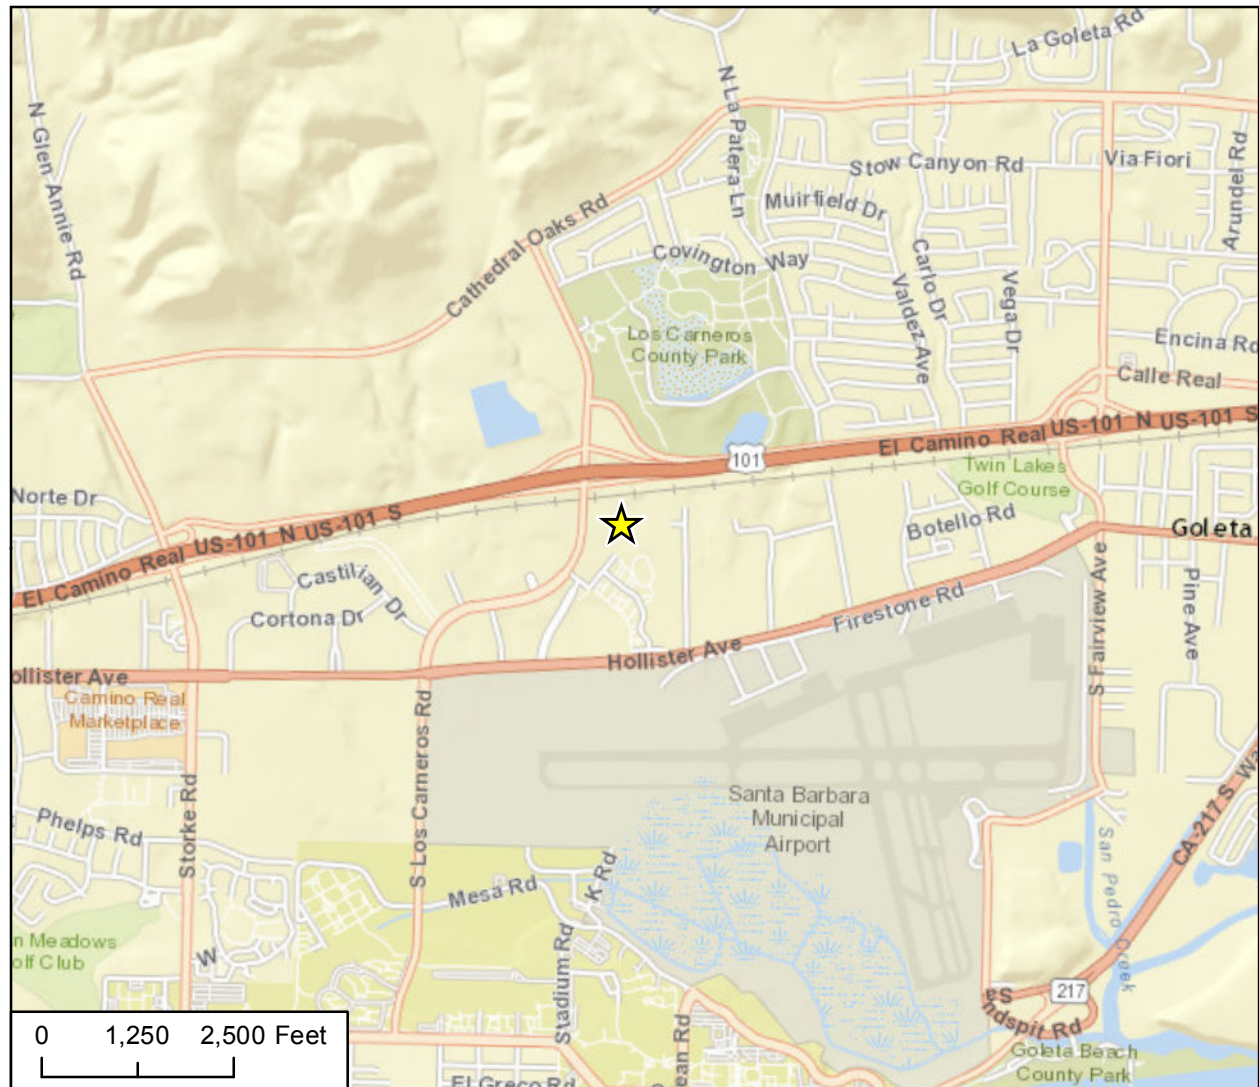 La Goleta Rd
N La Patera Ln
N Glen Annie Rd
Stow Canyon Rd
Via Fiori
Arundel Rd
Muirfield Dr
Cathedral Oaks Rd
Covington Way
Carlo Dr
Valdez Ave
Vega Dr
Los Carneros
County Park
Encina Rd
Calle Real
El Camino Real
US-101 N
US-101 S
101
Twin Lakes
Golf Course
Norte Dr
El Camino Real
US-101 N
US-101 S
Botello Rd
Goleta
Castilian Dr
Cortona Dr
Firestone Rd
S Fairview Ave
Pine Ave
Hollister Ave
ollister Ave
Camino Real
Marketplace
S Los Carneros Rd
Storke Rd
Santa Barbara
Municipal
Airport
CA-217 S
Wa
San Pedro Creek
Phelps Rd
Mesa Rd
K Rd
n Meadows
olf Club
W
Stadium Rd
217
Sa
ndspit Rd
0 1,250 2,500 Feet
ean Rd
Goleta Beach
County Park
El Greco Rd